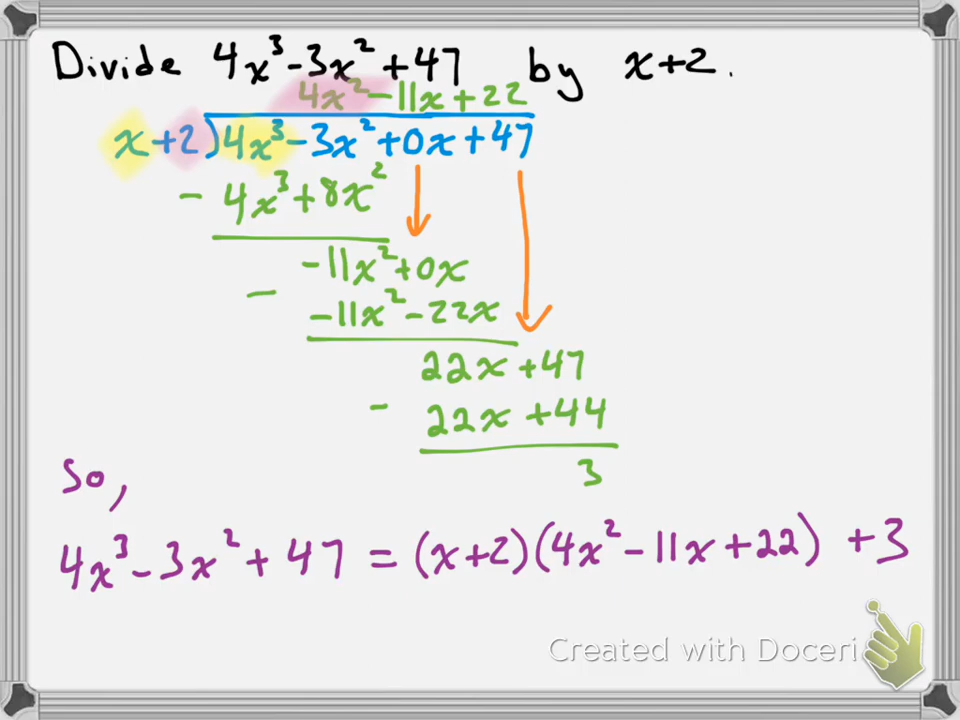 Divide 4x³-3x²+47 by x+2.
4x²-11x+22
x+2)4x³-3x²+0x+47
- 4x³+8x²
-11x²+0x
- -11x²-22x
22x+47
- 22x+44
3
So,
4x³-3x²+47=(x+2)(4x²-11x+22)+3
Created with Doceri